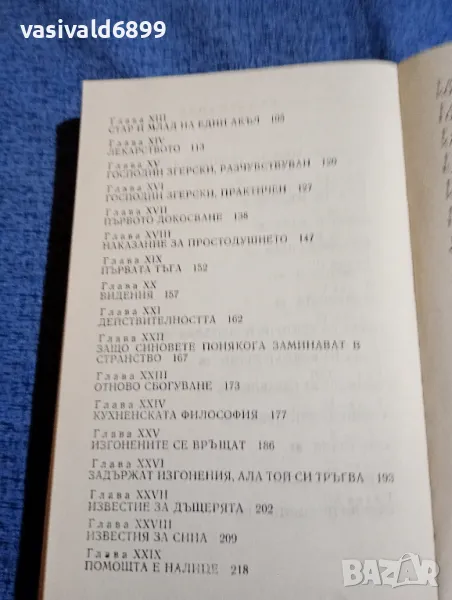 vasivald6899
Глава XIII
СТАР И МЛАД НА ЕДИН АКЪЛ 105
Глава XIV
ЛЕКАРСТВОТО 113
Глава XV
ГОСПОДИН ЗГЕРСКИ, РАЗЧУВСТВУВАН 120
Глава XVI
ГОСПОДИН ЗГЕРСКИ, ПРАКТИЧЕН 127
Глава XVII
ПЪРВОТО ДОКОСВАНЕ 138
Глава XVIII
НАКАЗАНИЕ ЗА ПРОСТОДУШИЕТО 147
Глава XIX
ПЪРВАТА ТЪГА 152
Глава XX
ВИДЕНИЯ 157
Глава XXI
ДЕЙСТВИТЕЛНОСТТА 162
Глава XXII
ЗАЩО СИНОВЕТЕ ПОНЯКОГА ЗАМИНАВАТ В
СТРАНСТВО 167
Глава XXIII
ОТНОВО СБОГУВАНЕ 173
Глава XXIV
КУХНЕНСКАТА ФИЛОСОФИЯ 177
Глава XXV
ИЗГОНЕНИТЕ СЕ ВРЪЩАТ 186
Глава XXVI
ЗАДЪРЖАТ ИЗГОНЕНИЯ, АЛА ТОЙ СИ ТРЪГВА 193
Глава XXVII
ИЗВЕСТИЕ ЗА ДЪЩЕРЯТА 202
Глава XXVIII
ИЗВЕСТИЯ ЗА СИНА 209
Глава XXIX
ПОМОЩТА Е НАЛИЦЕ 218
BAZAR
.bg